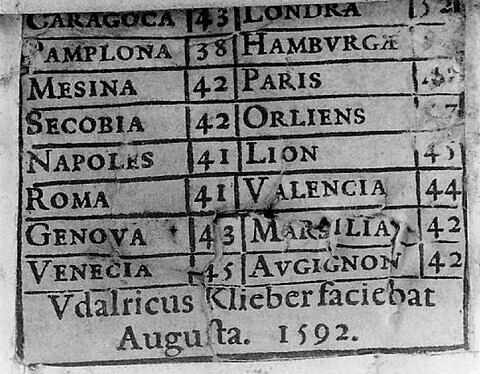 CARAGOCA 43 LONDRA
PAMPLONA 38 HAMBVRGÆ
MESINA 42 PARIS
SECOBIA 42 ORLIENS
NAPOLES 41 LION
ROMA 41 VALENCIA 44
GENOVA 43 MARSILIA 42
VENECIA 45 AVGIGNON 42
Vdalricus Klieber faciebat
Augusta. 1592.